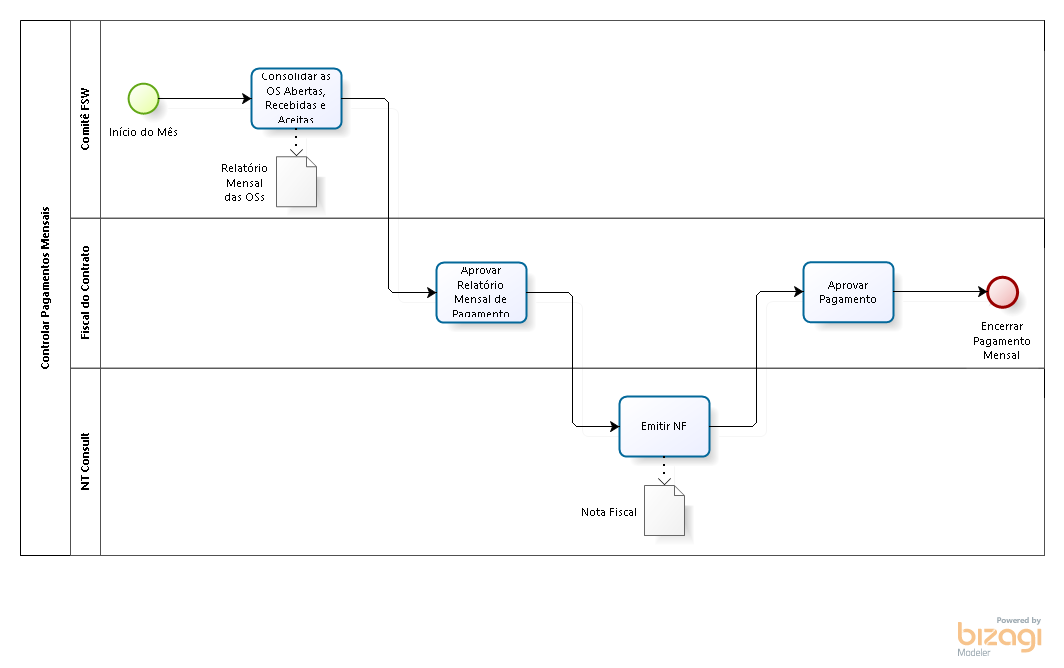 Controlar Pagamentos Mensais
Comitê FSW
Início do Mês
Consolidar as
OS Abertas,
Recebidas e
Aceitas
Relatório
Mensal
das OSs
Fiscal do Contrato
Aprovar
Relatório
Mensal de
Pagamento
Aprovar
Pagamento
Encerrar
Pagamento
Mensal
NT Consult
Emitir NF
Nota Fiscal
Powered by
bizagi
Modeler